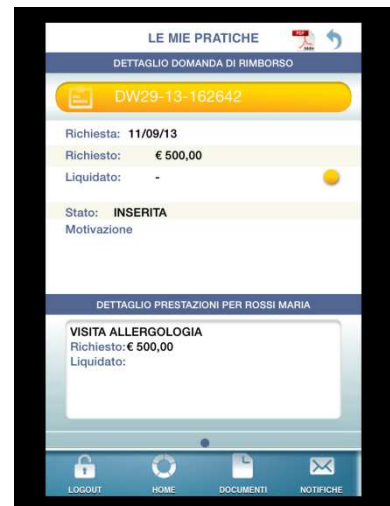 LE MIE PRATICHE
PDF
Adobe
DETTAGLIO DOMANDA DI RIMBORSO
DW29-13-162642
Richiesta: 11/09/13
Richiesto: € 500,00
Liquidato: -
Stato: INSERITA
Motivazione
DETTAGLIO PRESTAZIONI PER ROSSI MARIA
VISITA ALLERGOLOGIA
Richiesto: € 500,00
Liquidato:
LOGOUT HOME DOCUMENTI NOTIFICHE